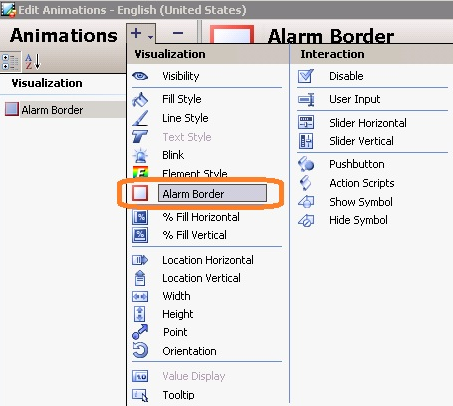 Edit Animations - English (United States)
Animations
+ -
Alarm Border
Visualization
Alarm Border
Visualization
Visibility
Fill Style
Line Style
Text Style
Blink
Element Style
Alarm Border
% Fill Horizontal
% Fill Vertical
Location Horizontal
Location Vertical
Width
Height
Point
Orientation
Value Display
Tooltip
Interaction
Disable
User Input
Slider Horizontal
Slider Vertical
Pushbutton
Action Scripts
Show Symbol
Hide Symbol